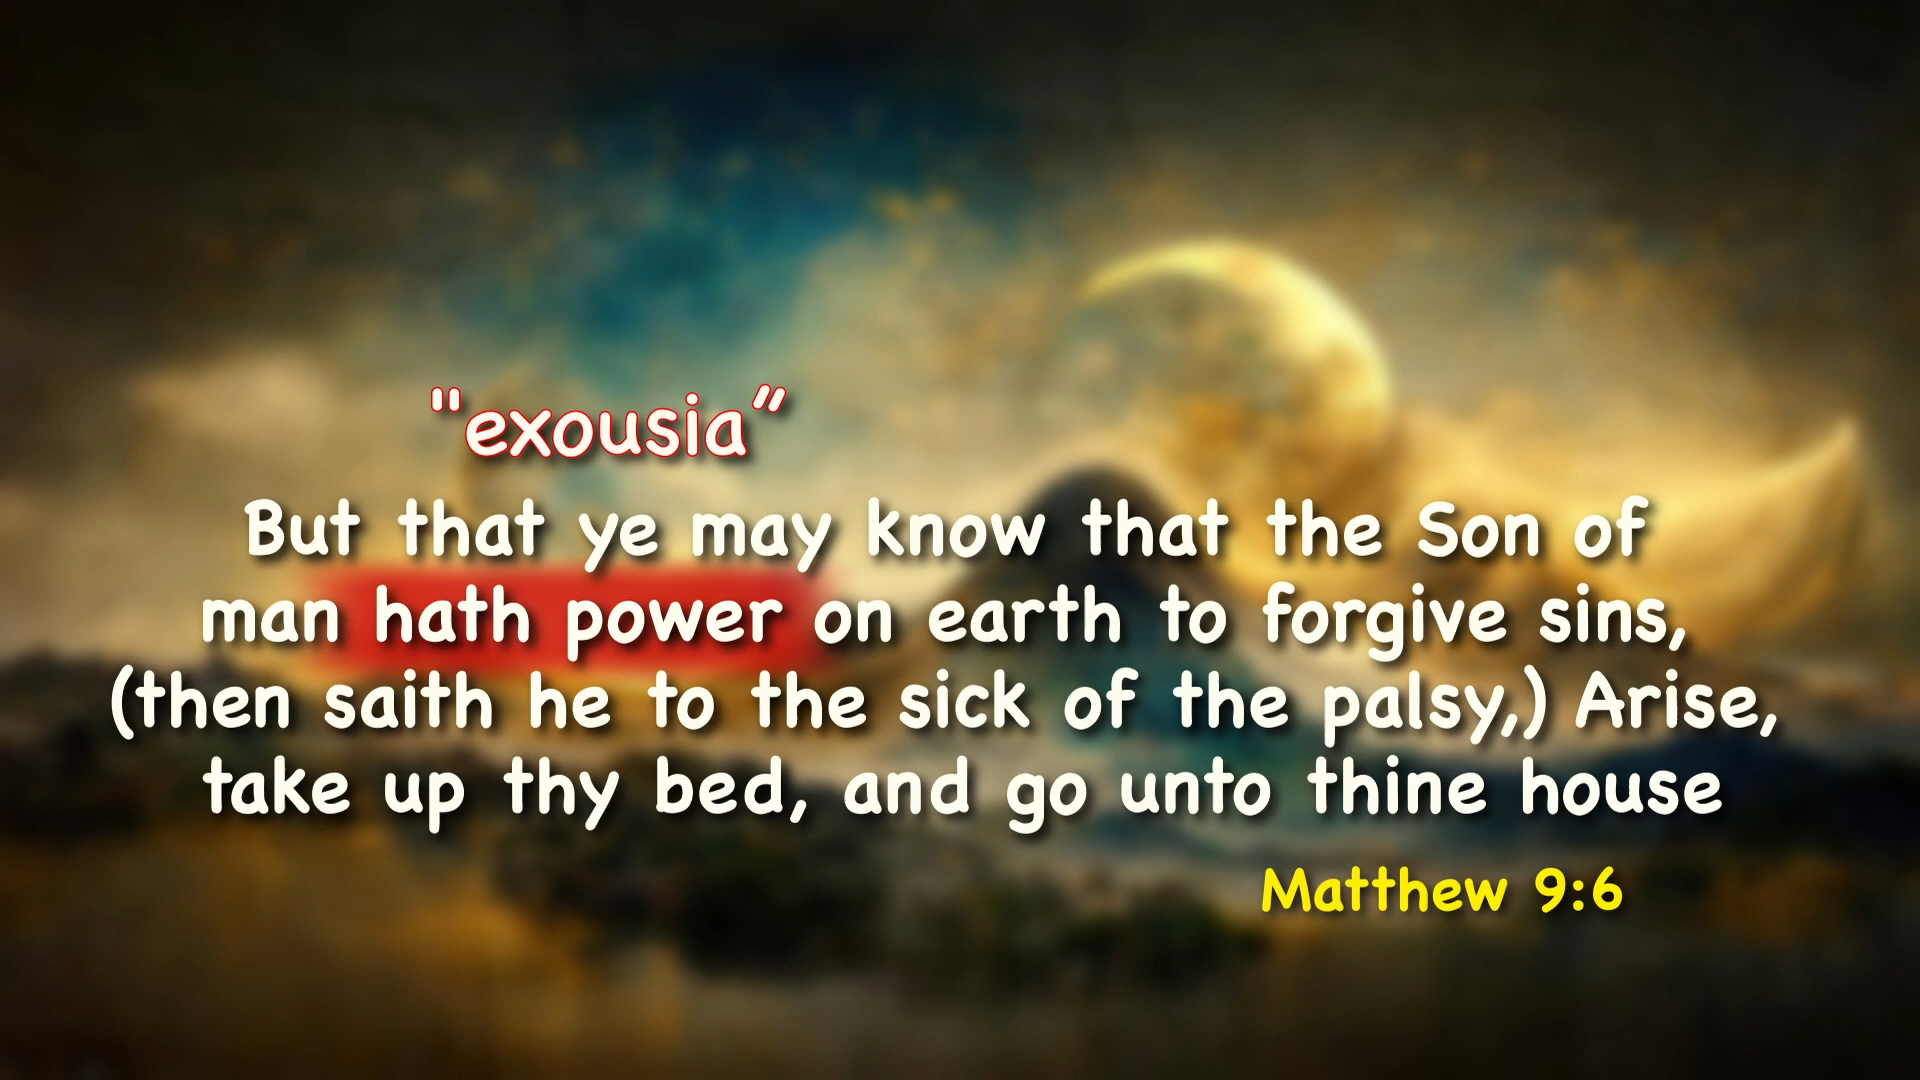 "exousia”
But that ye may know that the Son of
man hath power on earth to forgive sins,
(then saith he to the sick of the palsy,) Arise,
take up thy bed, and go unto thine house
Matthew 9:6